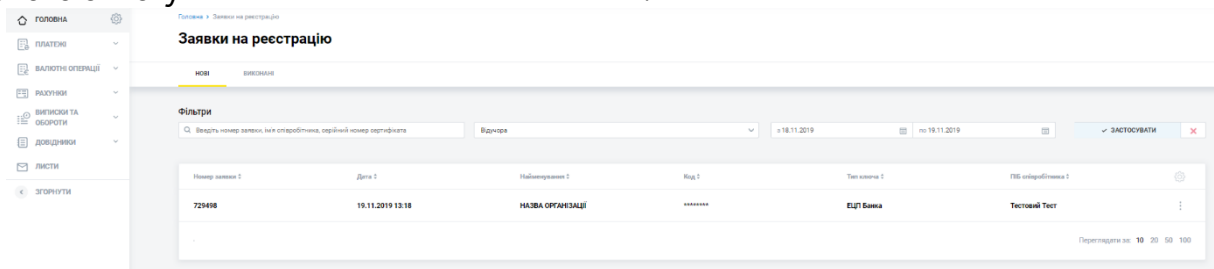 ГОЛОВНА
ПЛАТЕЖІ
ВАЛЮТНІ ОПЕРАЦІЇ
РАХУНКИ
ВИПИСКИ ТА
ОБОРОТИ
ДОВІДНИКИ
ЛИСТИ
ЗГОРНУТИ
Головна > Заявки на реєстрацію
Заявки на реєстрацію
НОВІ ВИКОНАНІ
Фільтри
Введіть номер заявки, ім'я співробітника, серійний номер сертифіката Відучора з 18.11.2019 по 19.11.2019 ЗАСТОСУВАТИ
Номер заявки Дата Найменування Код Тип ключа ПІБ співробітника
729498 19.11.2019 13:18 НАЗВА ОРГАНІЗАЦІЇ ******** ЕЦП Банка Тестовий Тест
Переглядати за: 10 20 50 100